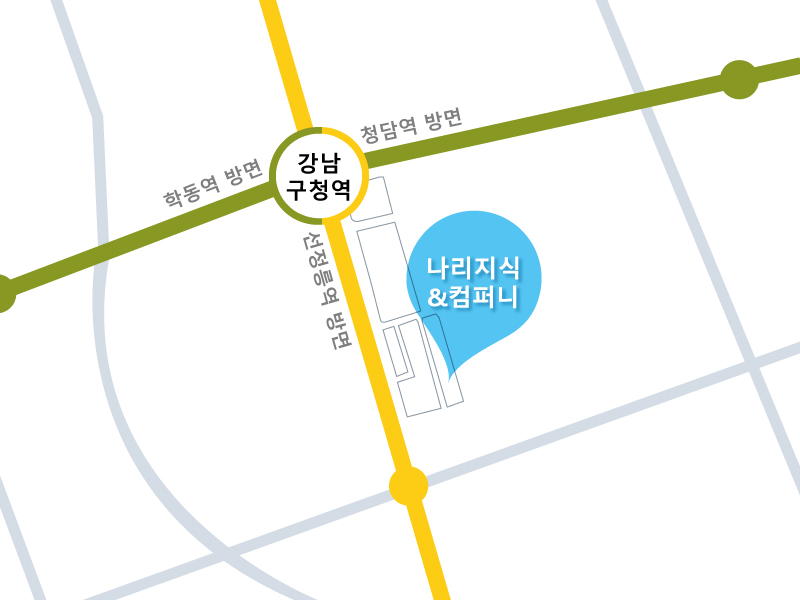 청담역 방면
강남
구청역
학동역 방면
선정릉역 방면
나리지식
&컴퍼니